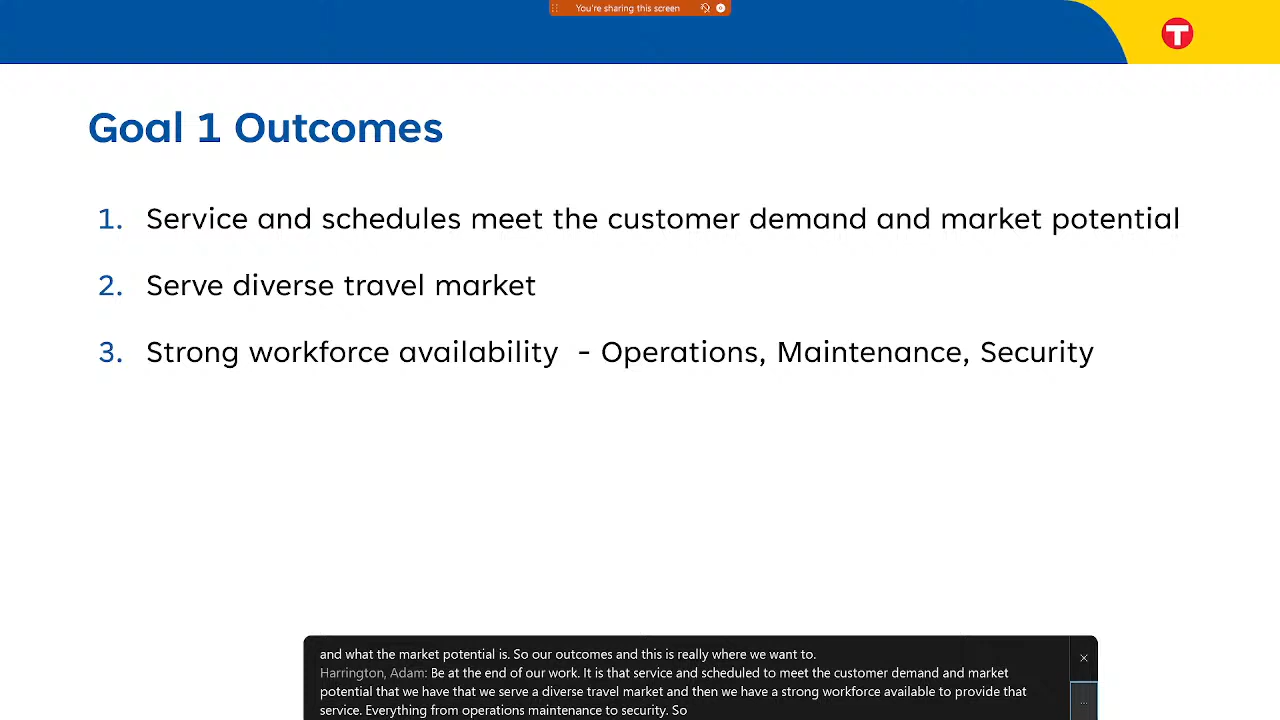 You're sharing this screen
T
Goal 1 Outcomes
1. Service and schedules meet the customer demand and market potential
2. Serve diverse travel market
3. Strong workforce availability - Operations, Maintenance, Security
and what the market potential is. So our outcomes and this is really where we want to.
Harrington, Adam: Be at the end of our work. It is that service and scheduled to meet the customer demand and market
potential that we have that we serve a diverse travel market and then we have a strong workforce available to provide that
service. Everything from operations maintenance to security. So